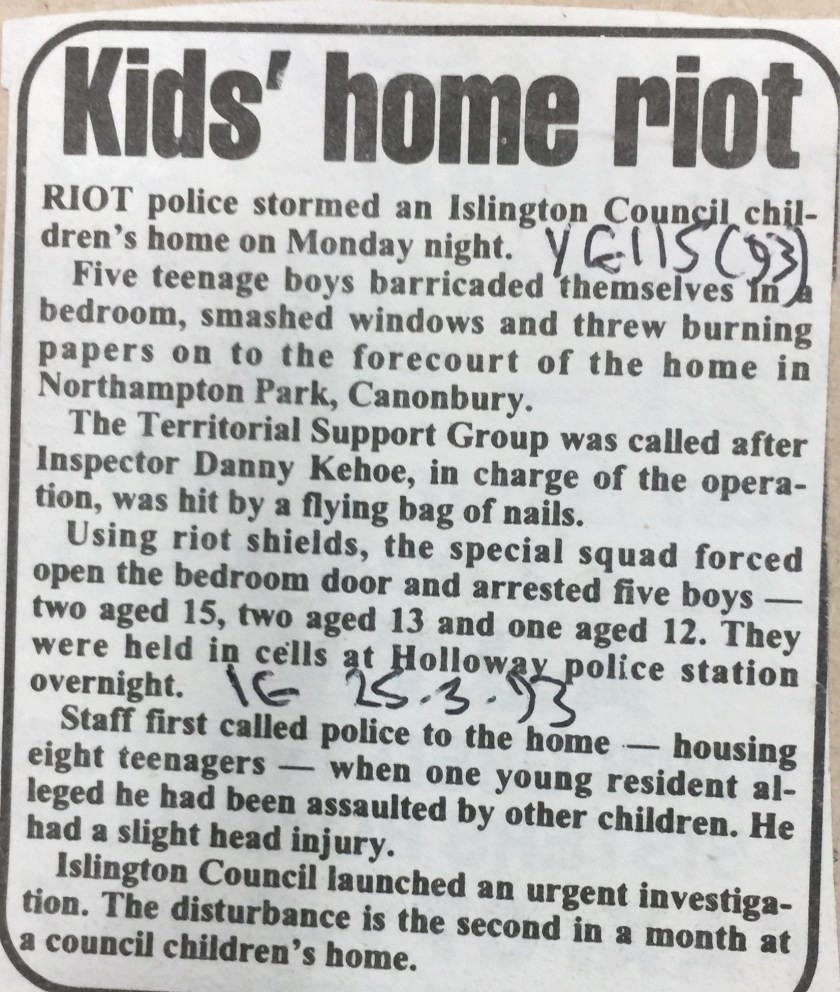 Kids' home riot
RIOT police stormed an Islington Council chil-
dren's home on Monday night. YG115(93)
Five teenage boys barricaded themselves in a
bedroom, smashed windows and threw burning
papers on to the forecourt of the home in
Northampton Park, Canonbury.
The Territorial Support Group was called after
Inspector Danny Kehoe, in charge of the opera-
tion, was hit by a flying bag of nails.
Using riot shields, the special squad forced
open the bedroom door and arrested five boys —
two aged 15, two aged 13 and one aged 12. They
were held in cells at Holloway police station
overnight. IG 25.3.93
Staff first called police to the home — housing
eight teenagers — when one young resident al-
leged he had been assaulted by other children. He
had a slight head injury.
Islington Council launched an urgent investiga-
tion. The disturbance is the second in a month at
a council children's home.